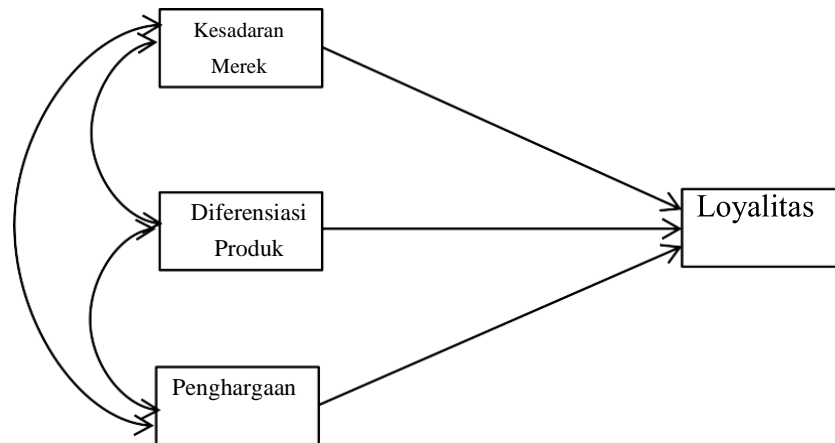 Kesadaran
Merek
Diferensiasi
Produk
Loyalitas
Penghargaan